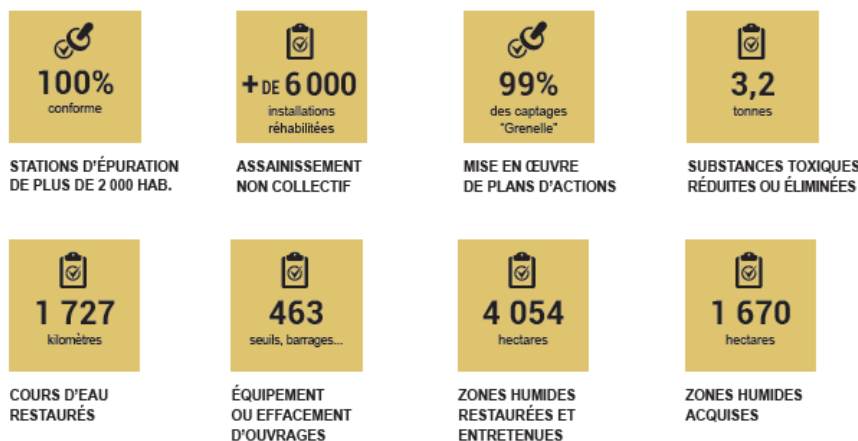 100%
conforme
STATIONS D'ÉPURATION
DE PLUS DE 2 000 HAB.
+ DE 6 000
installations
réhabilitées
ASSAINISSEMENT
NON COLLECTIF
99%
des captages
"Grenelle"
MISE EN ŒUVRE
DE PLANS D'ACTIONS
3,2
tonnes
SUBSTANCES TOXIQUES
RÉDUITES OU ÉLIMINÉES
1 727
kilomètres
COURS D'EAU
RESTAURÉS
463
seuils, barrages...
ÉQUIPEMENT
OU EFFACEMENT
D'OUVRAGES
4 054
hectares
ZONES HUMIDES
RESTAURÉES ET
ENTRETENUES
1 670
hectares
ZONES HUMIDES
ACQUISES